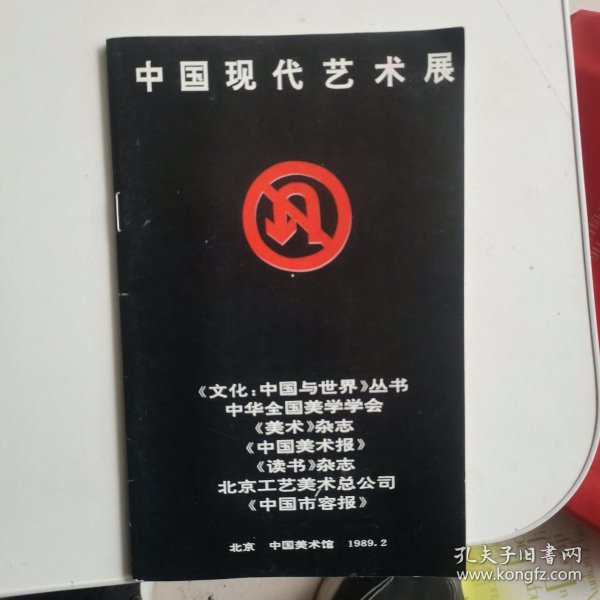 中国现代艺术展
《文化：中国与世界》丛书
中华全国美学学会
《美术》杂志
《中国美术报》
《读书》杂志
北京工艺美术总公司
《中国市容报》
北京 中国美术馆 1989.2
孔夫子旧书网
www.kongfz.com